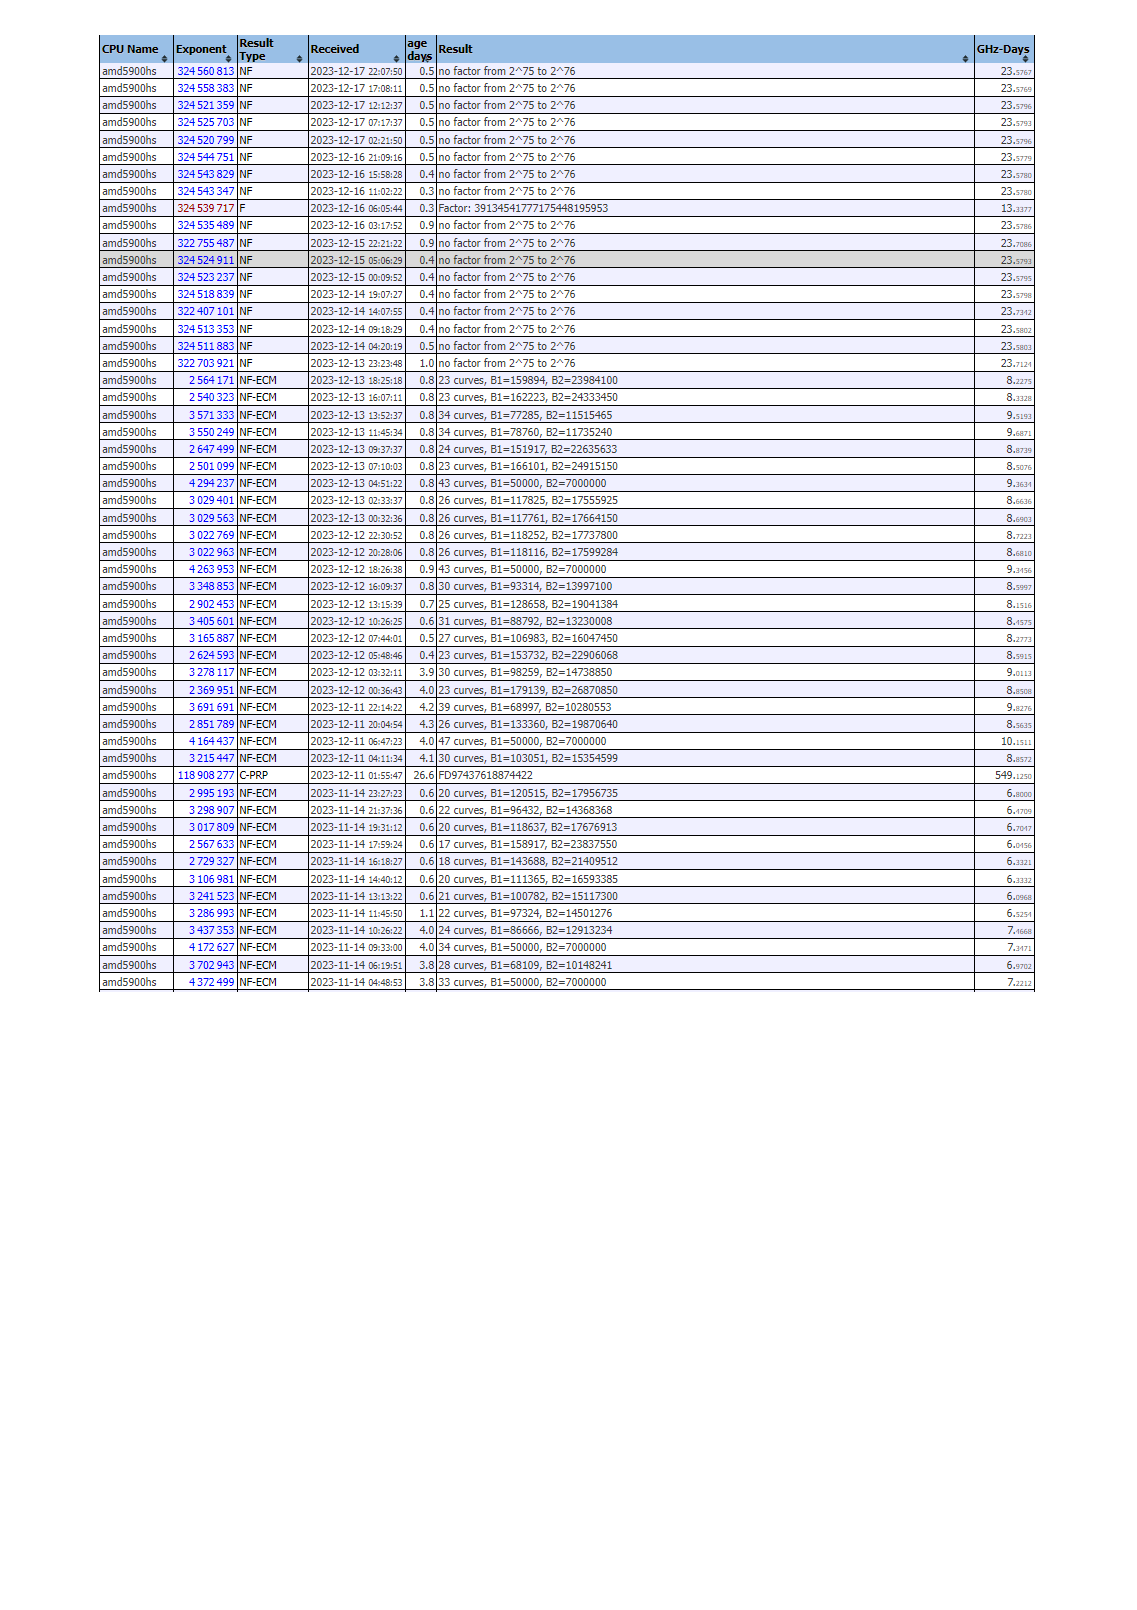 CPU Name Exponent Result Type Received age days Result GHz-Days
amd5900hs 324 560 813 NF 2023-12-17 22:07:50 0.5 no factor from 2^75 to 2^76 23.5767
amd5900hs 324 558 383 NF 2023-12-17 17:08:11 0.5 no factor from 2^75 to 2^76 23.5769
amd5900hs 324 521 359 NF 2023-12-17 12:12:37 0.5 no factor from 2^75 to 2^76 23.5796
amd5900hs 324 525 703 NF 2023-12-17 07:17:37 0.5 no factor from 2^75 to 2^76 23.5793
amd5900hs 324 520 799 NF 2023-12-17 02:21:50 0.5 no factor from 2^75 to 2^76 23.5796
amd5900hs 324 544 751 NF 2023-12-16 21:09:16 0.5 no factor from 2^75 to 2^76 23.5779
amd5900hs 324 543 829 NF 2023-12-16 15:58:28 0.4 no factor from 2^75 to 2^76 23.5780
amd5900hs 324 543 347 NF 2023-12-16 11:02:22 0.3 no factor from 2^75 to 2^76 23.5780
amd5900hs 324 539 717 F 2023-12-16 06:05:44 0.3 Factor: 39134541777175448195953 13.3377
amd5900hs 324 535 489 NF 2023-12-16 03:17:52 0.9 no factor from 2^75 to 2^76 23.5786
amd5900hs 322 755 487 NF 2023-12-15 22:21:22 0.9 no factor from 2^75 to 2^76 23.7086
amd5900hs 324 524 911 NF 2023-12-15 05:06:29 0.4 no factor from 2^75 to 2^76 23.5793
amd5900hs 324 523 237 NF 2023-12-15 00:09:52 0.4 no factor from 2^75 to 2^76 23.5795
amd5900hs 324 518 839 NF 2023-12-14 19:07:27 0.4 no factor from 2^75 to 2^76 23.5798
amd5900hs 322 407 101 NF 2023-12-14 14:07:55 0.4 no factor from 2^75 to 2^76 23.7342
amd5900hs 324 513 353 NF 2023-12-14 09:18:29 0.4 no factor from 2^75 to 2^76 23.5802
amd5900hs 324 511 883 NF 2023-12-14 04:20:19 0.5 no factor from 2^75 to 2^76 23.5803
amd5900hs 322 703 921 NF 2023-12-13 23:23:48 1.0 no factor from 2^75 to 2^76 23.7124
amd5900hs 2 564 171 NF-ECM 2023-12-13 18:25:18 0.8 23 curves, B1=159894, B2=23984100 8.2275
amd5900hs 2 540 323 NF-ECM 2023-12-13 16:07:11 0.8 23 curves, B1=162223, B2=24333450 8.3328
amd5900hs 3 571 333 NF-ECM 2023-12-13 13:52:37 0.8 34 curves, B1=77285, B2=11515465 9.5193
amd5900hs 3 550 249 NF-ECM 2023-12-13 11:45:34 0.8 34 curves, B1=78760, B2=11735240 9.6871
amd5900hs 2 647 499 NF-ECM 2023-12-13 09:37:37 0.8 24 curves, B1=151917, B2=22635633 8.8739
amd5900hs 2 501 099 NF-ECM 2023-12-13 07:10:03 0.8 23 curves, B1=166101, B2=24915150 8.5076
amd5900hs 4 294 237 NF-ECM 2023-12-13 04:51:22 0.8 43 curves, B1=50000, B2=7000000 9.3634
amd5900hs 3 029 401 NF-ECM 2023-12-13 02:33:37 0.8 26 curves, B1=117825, B2=17555925 8.6636
amd5900hs 3 029 563 NF-ECM 2023-12-13 00:32:36 0.8 26 curves, B1=117761, B2=17664150 8.6903
amd5900hs 3 022 769 NF-ECM 2023-12-12 22:30:52 0.8 26 curves, B1=118252, B2=17737800 8.7223
amd5900hs 3 022 963 NF-ECM 2023-12-12 20:28:06 0.8 26 curves, B1=118116, B2=17599284 8.6810
amd5900hs 4 263 953 NF-ECM 2023-12-12 18:26:38 0.9 43 curves, B1=50000, B2=7000000 9.3456
amd5900hs 3 348 853 NF-ECM 2023-12-12 16:09:37 0.8 30 curves, B1=93314, B2=13997100 8.5997
amd5900hs 2 902 453 NF-ECM 2023-12-12 13:15:39 0.7 25 curves, B1=128658, B2=19041384 8.1516
amd5900hs 3 405 601 NF-ECM 2023-12-12 10:26:25 0.6 31 curves, B1=88792, B2=13230008 8.4575
amd5900hs 3 165 887 NF-ECM 2023-12-12 07:44:01 0.5 27 curves, B1=106983, B2=16047450 8.2773
amd5900hs 2 624 593 NF-ECM 2023-12-12 05:48:46 0.4 23 curves, B1=153732, B2=22906068 8.5915
amd5900hs 3 278 117 NF-ECM 2023-12-12 03:32:11 3.9 30 curves, B1=98259, B2=14738850 9.0113
amd5900hs 2 369 951 NF-ECM 2023-12-12 00:36:43 4.0 23 curves, B1=179139, B2=26870850 8.8508
amd5900hs 3 691 691 NF-ECM 2023-12-11 22:14:22 4.2 39 curves, B1=68997, B2=10280553 9.8276
amd5900hs 2 851 789 NF-ECM 2023-12-11 20:04:54 4.3 26 curves, B1=133360, B2=19870640 8.5635
amd5900hs 4 164 437 NF-ECM 2023-12-11 06:47:23 4.0 47 curves, B1=50000, B2=7000000 10.1511
amd5900hs 3 215 447 NF-ECM 2023-12-11 04:11:34 4.1 30 curves, B1=103051, B2=15354599 8.8572
amd5900hs 118 908 277 C-PRP 2023-12-11 01:55:47 26.6 FD97437618874422 549.1250
amd5900hs 2 995 193 NF-ECM 2023-11-14 23:27:23 0.6 20 curves, B1=120515, B2=17956735 6.8000
amd5900hs 3 298 907 NF-ECM 2023-11-14 21:37:36 0.6 22 curves, B1=96432, B2=14368368 6.4709
amd5900hs 3 017 809 NF-ECM 2023-11-14 19:31:12 0.6 20 curves, B1=118637, B2=17676913 6.7047
amd5900hs 2 567 633 NF-ECM 2023-11-14 17:59:24 0.6 17 curves, B1=158917, B2=23837550 6.0456
amd5900hs 2 729 327 NF-ECM 2023-11-14 16:18:27 0.6 18 curves, B1=143688, B2=21409512 6.3321
amd5900hs 3 106 981 NF-ECM 2023-11-14 14:40:12 0.6 20 curves, B1=111365, B2=16593385 6.3332
amd5900hs 3 241 523 NF-ECM 2023-11-14 13:13:22 0.6 21 curves, B1=100782, B2=15117300 6.0968
amd5900hs 3 286 993 NF-ECM 2023-11-14 11:45:50 1.1 22 curves, B1=97324, B2=14501276 6.5254
amd5900hs 3 437 353 NF-ECM 2023-11-14 10:26:22 4.0 24 curves, B1=86666, B2=12913234 7.4668
amd5900hs 4 172 627 NF-ECM 2023-11-14 09:33:00 4.0 34 curves, B1=50000, B2=7000000 7.3471
amd5900hs 3 702 943 NF-ECM 2023-11-14 06:19:51 3.8 28 curves, B1=68109, B2=10148241 6.9702
amd5900hs 4 372 499 NF-ECM 2023-11-14 04:48:53 3.8 33 curves, B1=50000, B2=7000000 7.2212